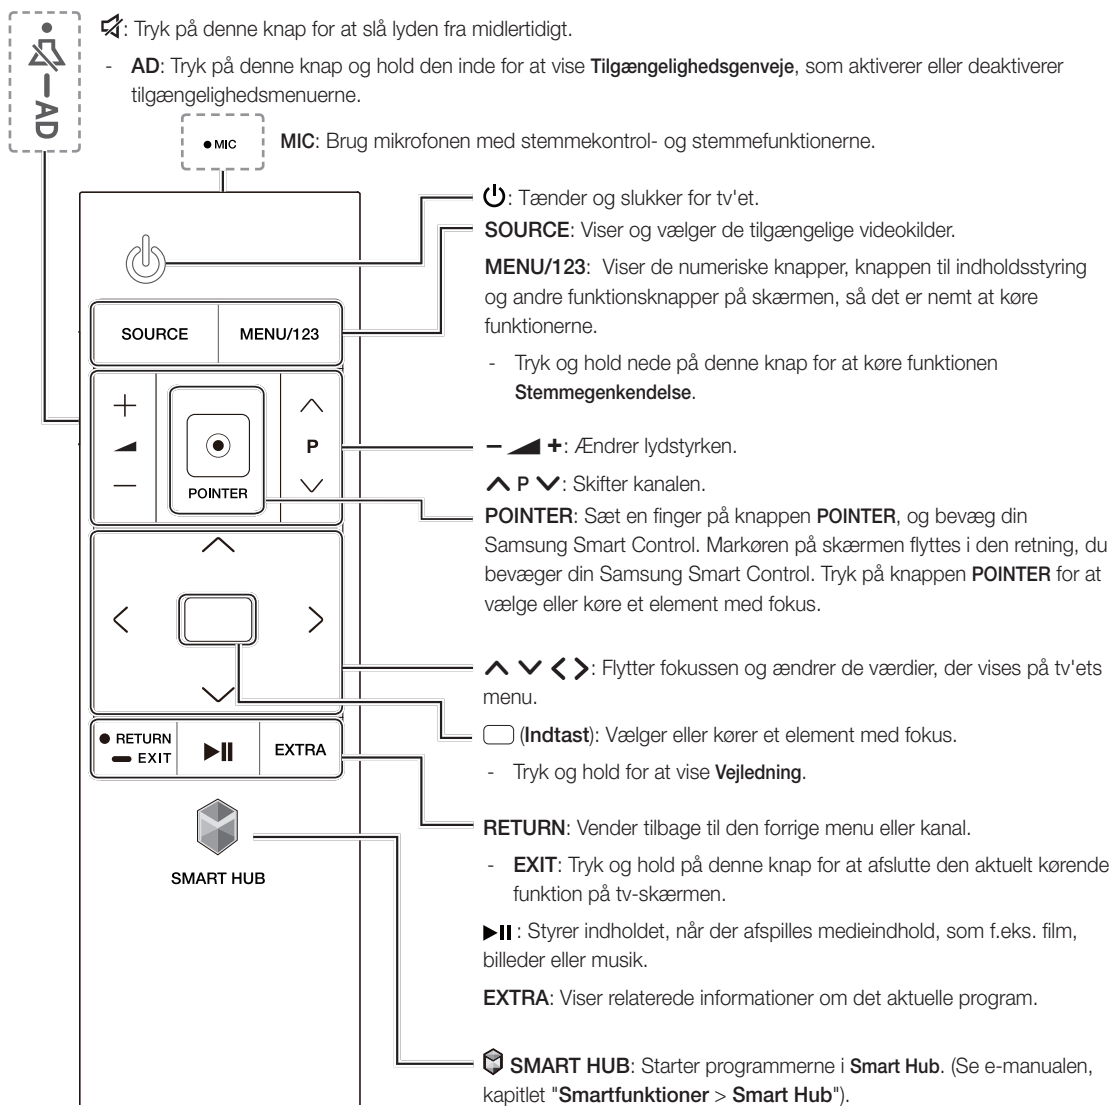 : Tryk på denne knap for at slå lyden fra midlertidigt.
- AD: Tryk på denne knap og hold den inde for at vise Tilgængelighedsgenveje, som aktiverer eller deaktiverer
tilgængelighedsmenuerne.
AD
MIC
MIC: Brug mikrofonen med stemmekontrol- og stemmefunktionerne.
: Tænder og slukker for tv'et.
SOURCE: Viser og vælger de tilgængelige videokilder.
MENU/123: Viser de numeriske knapper, knappen til indholdsstyring
og andre funktionsknapper på skærmen, så det er nemt at køre
funktionerne.
- Tryk og hold nede på denne knap for at køre funktionen
Stemmegenkendelse.
SOURCE
MENU/123
+
−
POINTER
P
− +: Ændrer lydstyrken.
∧ P ∨: Skifter kanalen.
POINTER: Sæt en finger på knappen POINTER, og bevæg din
Samsung Smart Control. Markøren på skærmen flyttes i den retning, du
bevæger din Samsung Smart Control. Tryk på knappen POINTER for at
vælge eller køre et element med fokus.
∧ ∨ < >: Flytter fokussen og ændrer de værdier, der vises på tv'ets
menu.
(Indtast): Vælger eller kører et element med fokus.
- Tryk og hold for at vise Vejledning.
RETURN
EXIT
EXTRA
RETURN: Vender tilbage til den forrige menu eller kanal.
- EXIT: Tryk og hold på denne knap for at afslutte den aktuelt kørende
funktion på tv-skærmen.
: Styrer indholdet, når der afspilles medieindhold, som f.eks. film,
billeder eller musik.
EXTRA: Viser relaterede informationer om det aktuelle program.
SMART HUB
SMART HUB: Starter programmerne i Smart Hub. (Se e-manualen,
kapitlet "Smartfunktioner > Smart Hub").